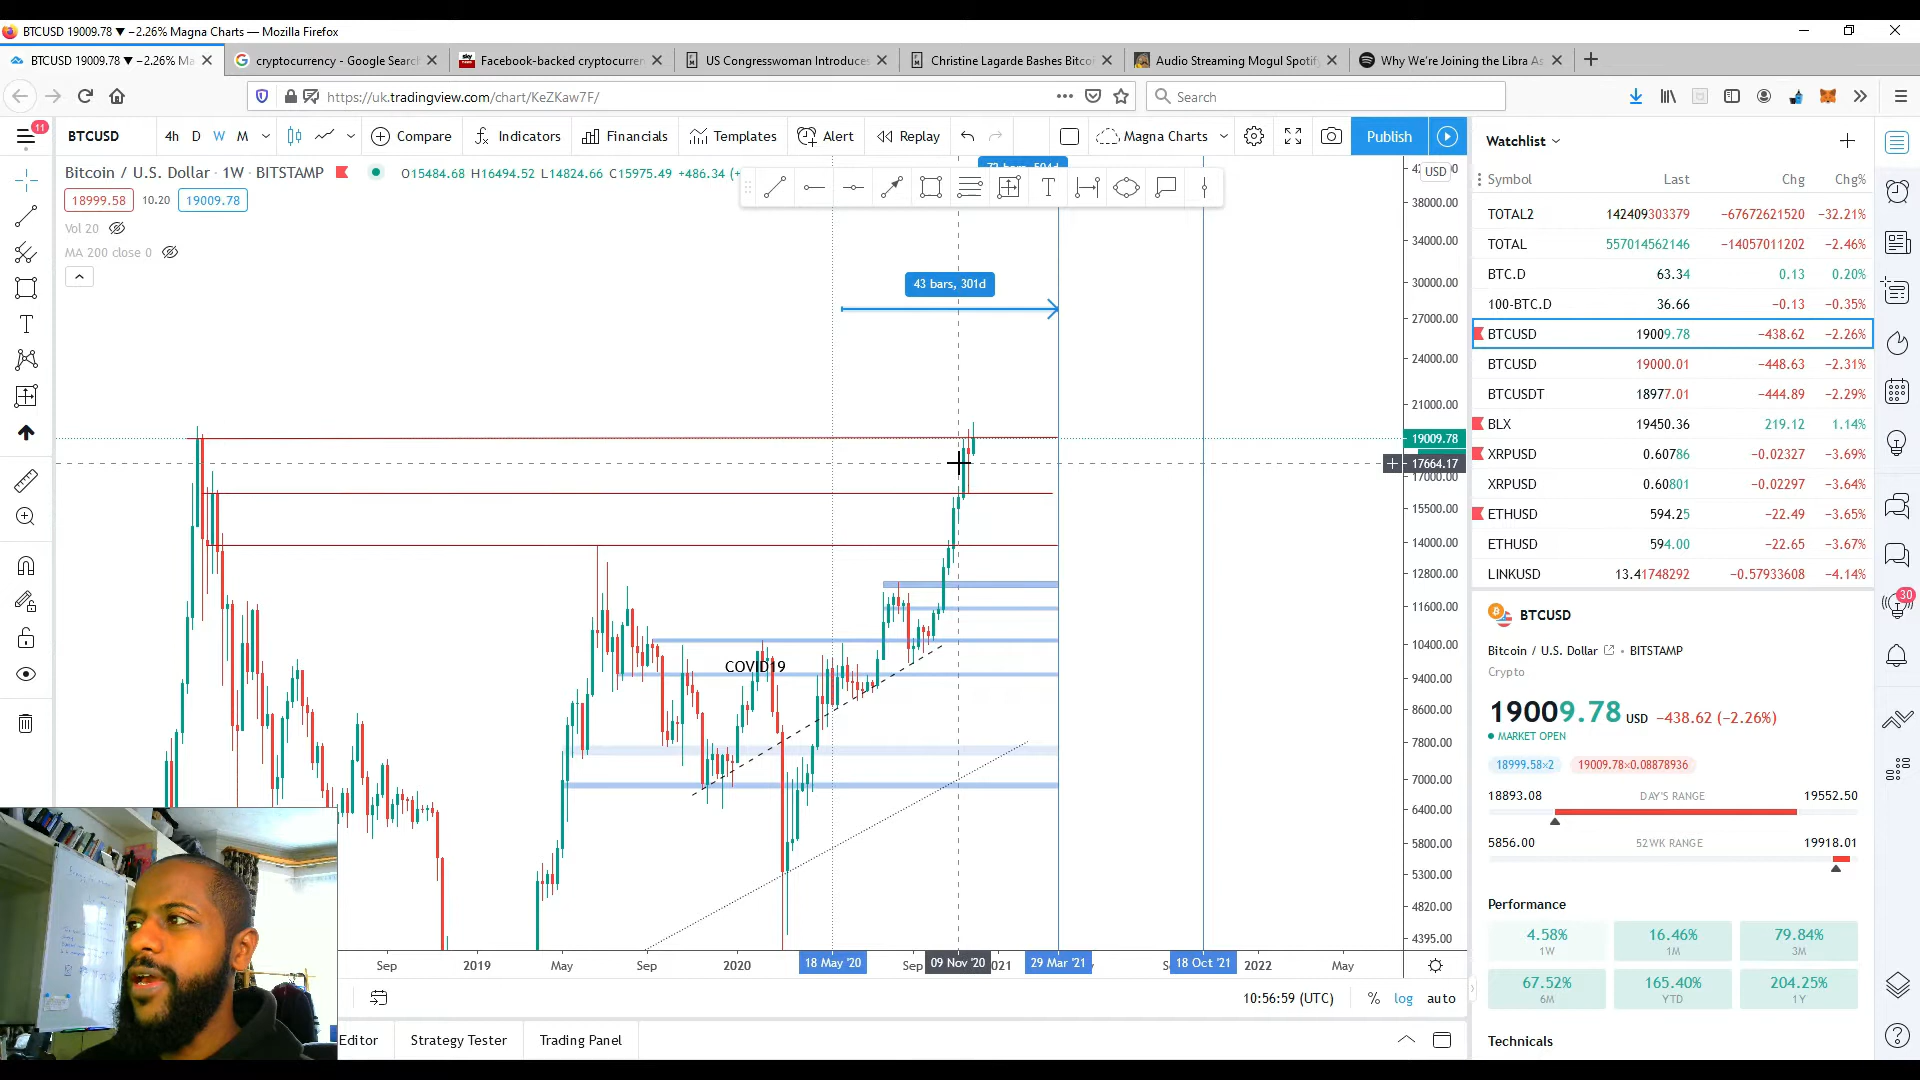 BTCUSD 19009.78 ▼ −2.26% Magna Charts — Mozilla Firefox
BTCUSD 19009.78 ▼ −2.26% Ma
cryptocurrency - Google Searc
Facebook-backed cryptocurren
US Congresswoman Introduces
Christine Lagarde Bashes Bitco
Audio Streaming Mogul Spotif
Why We're Joining the Libra As
https://uk.tradingview.com/chart/KeZKaw7F/
Search
11
BTCUSD
4h
D
W
M
Compare
Indicators
Financials
Templates
Alert
Replay
Magna Charts
Publish
Bitcoin / U.S. Dollar · 1W · BITSTAMP
O15484.68 H16494.52 L14824.66 C15975.49 +486.34 (+
18999.58
10.20
19009.78
Vol 20
MA 200 close 0
USD
38000.00
34000.00
30000.00
27000.00
24000.00
21000.00
19009.78
17664.17
17000.00
15500.00
14000.00
12800.00
11600.00
10400.00
9400.00
8600.00
7800.00
7000.00
6400.00
5800.00
5300.00
4820.00
4395.00
43 bars, 301d
COVID19
Sep
2019
May
Sep
2020
18 May '20
Sep
09 Nov '20
021
29 Mar '21
18 Oct '21
2022
May
10:56:59 (UTC)
%
log
auto
Editor
Strategy Tester
Trading Panel
Watchlist
Symbol Last Chg Chg%
TOTAL2 142409303379 −67672621520 −32.21%
TOTAL 557014562146 −14057011202 −2.46%
BTC.D 63.34 0.13 0.20%
100-BTC.D 36.66 −0.13 −0.35%
BTCUSD 19009.78 −438.62 −2.26%
BTCUSD 19000.01 −448.63 −2.31%
BTCUSDT 18977.01 −444.89 −2.29%
BLX 19450.36 219.12 1.14%
XRPUSD 0.60786 −0.02327 −3.69%
XRPUSD 0.60801 −0.02297 −3.64%
ETHUSD 594.25 −22.49 −3.65%
ETHUSD 594.00 −22.65 −3.67%
LINKUSD 13.41748292 −0.57933608 −4.14%
BTCUSD
Bitcoin / U.S. Dollar • BITSTAMP
Crypto
19009.78 USD −438.62 (−2.26%)
MARKET OPEN
18999.58×2
19009.78×0.08878936
18893.08 DAY'S RANGE 19552.50
5856.00 52WK RANGE 19918.01
Performance
4.58% 16.46% 79.84%
1W 1M 3M
67.52% 165.40% 204.25%
6M YTD 1Y
Technicals
30